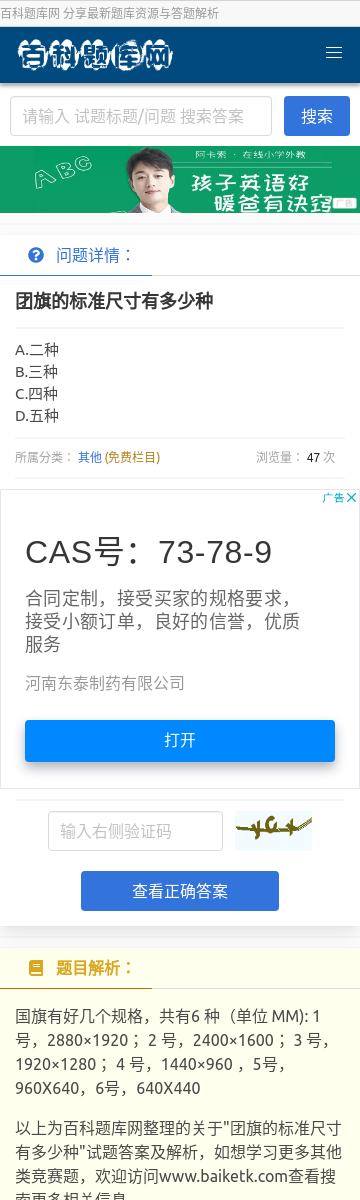 百科题库网 分享最新题库资源与答题解析
百科题库网
请输入 试题标题/问题 搜索答案
搜索
ABC
阿卡索 · 在线小学外教
孩子英语好
暖爸有诀窍
广告
问题详情：
团旗的标准尺寸有多少种
A.二种
B.三种
C.四种
D.五种
所属分类： 其他 (免费栏目)
浏览量： 47 次
广告
CAS号：73-78-9
合同定制，接受买家的规格要求，
接受小额订单，良好的信誉，优质
服务
河南东泰制药有限公司
打开
输入右侧验证码
查看正确答案
题目解析：
国旗有好几个规格，共有6 种（单位 MM): 1
号，2880×1920 ；2 号，2400×1600 ；3 号，
1920×1280 ；4 号，1440×960 ，5号，
960X640，6号，640X440
以上为百科题库网整理的关于"团旗的标准尺寸
有多少种"试题答案及解析，如想学习更多其他
类竞赛题，欢迎访问www.baiketk.com查看搜
索更多相关信息